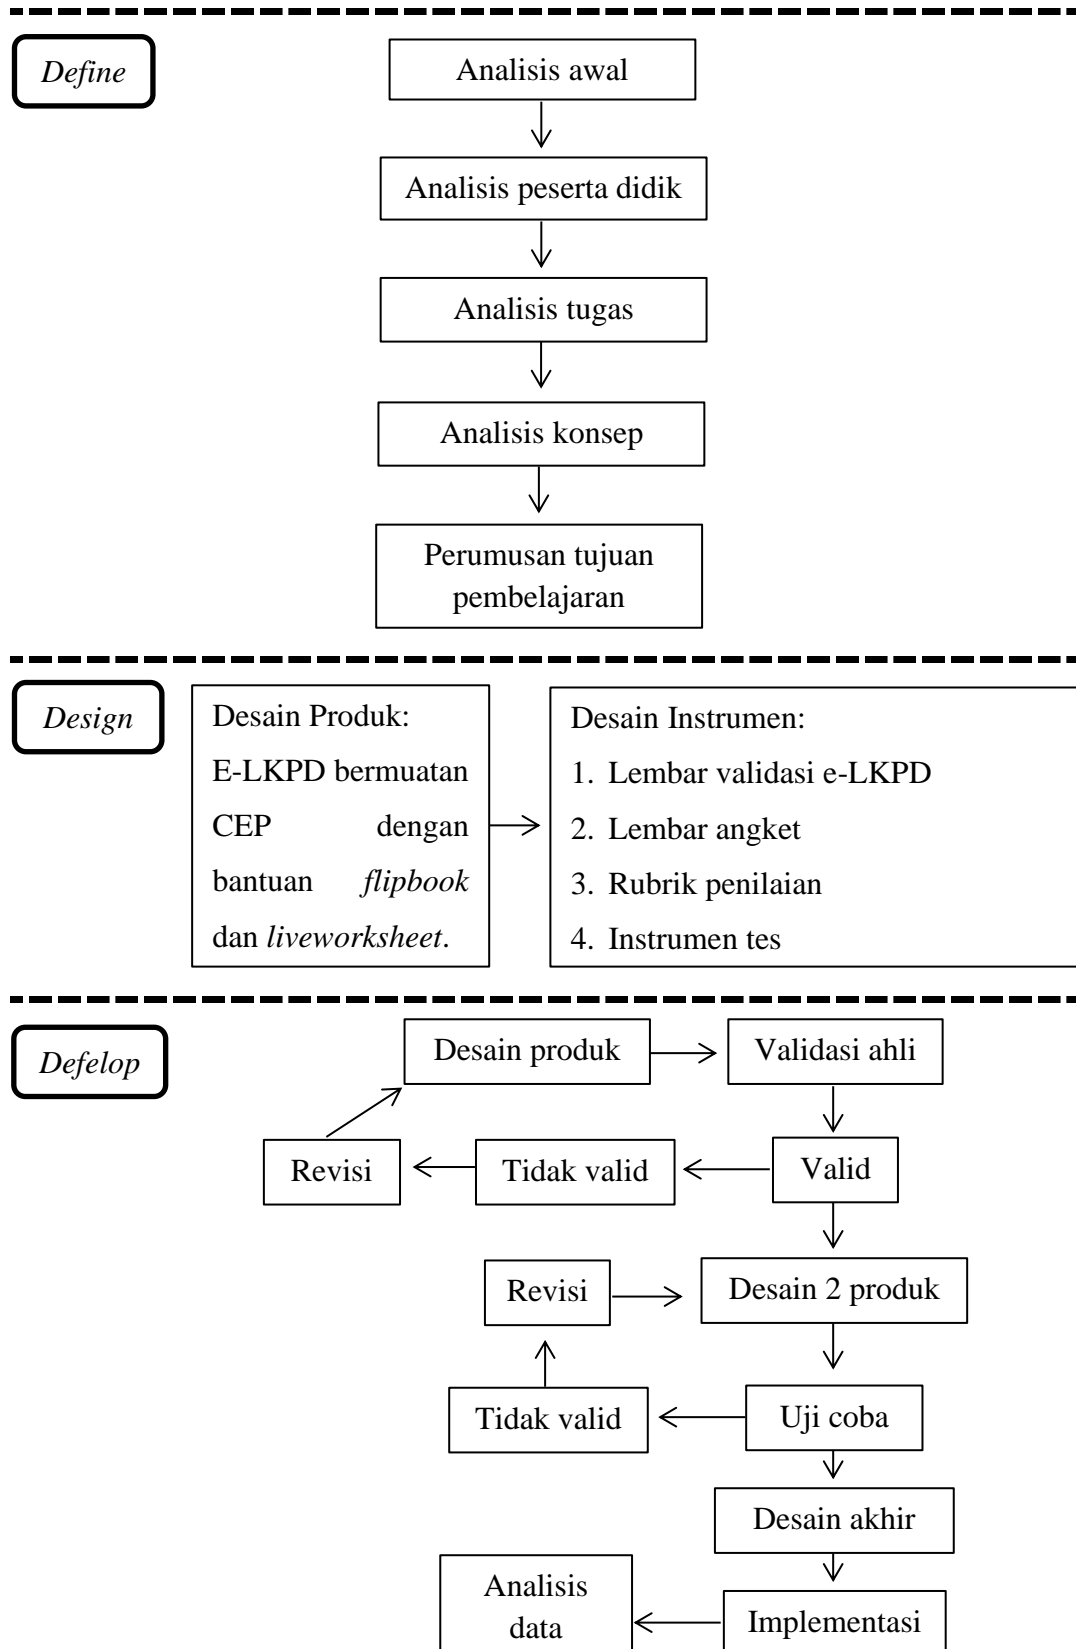 Define
Analisis awal
Analisis peserta didik
Analisis tugas
Analisis konsep
Perumusan tujuan
pembelajaran
Design
Desain Produk:
E-LKPD bermuatan
CEP dengan
bantuan flipbook
dan liveworksheet.
Desain Instrumen:
1. Lembar validasi e-LKPD
2. Lembar angket
3. Rubrik penilaian
4. Instrumen tes
Defelop
Desain produk
Validasi ahli
Revisi
Tidak valid
Valid
Revisi
Desain 2 produk
Tidak valid
Uji coba
Desain akhir
Analisis
data
Implementasi